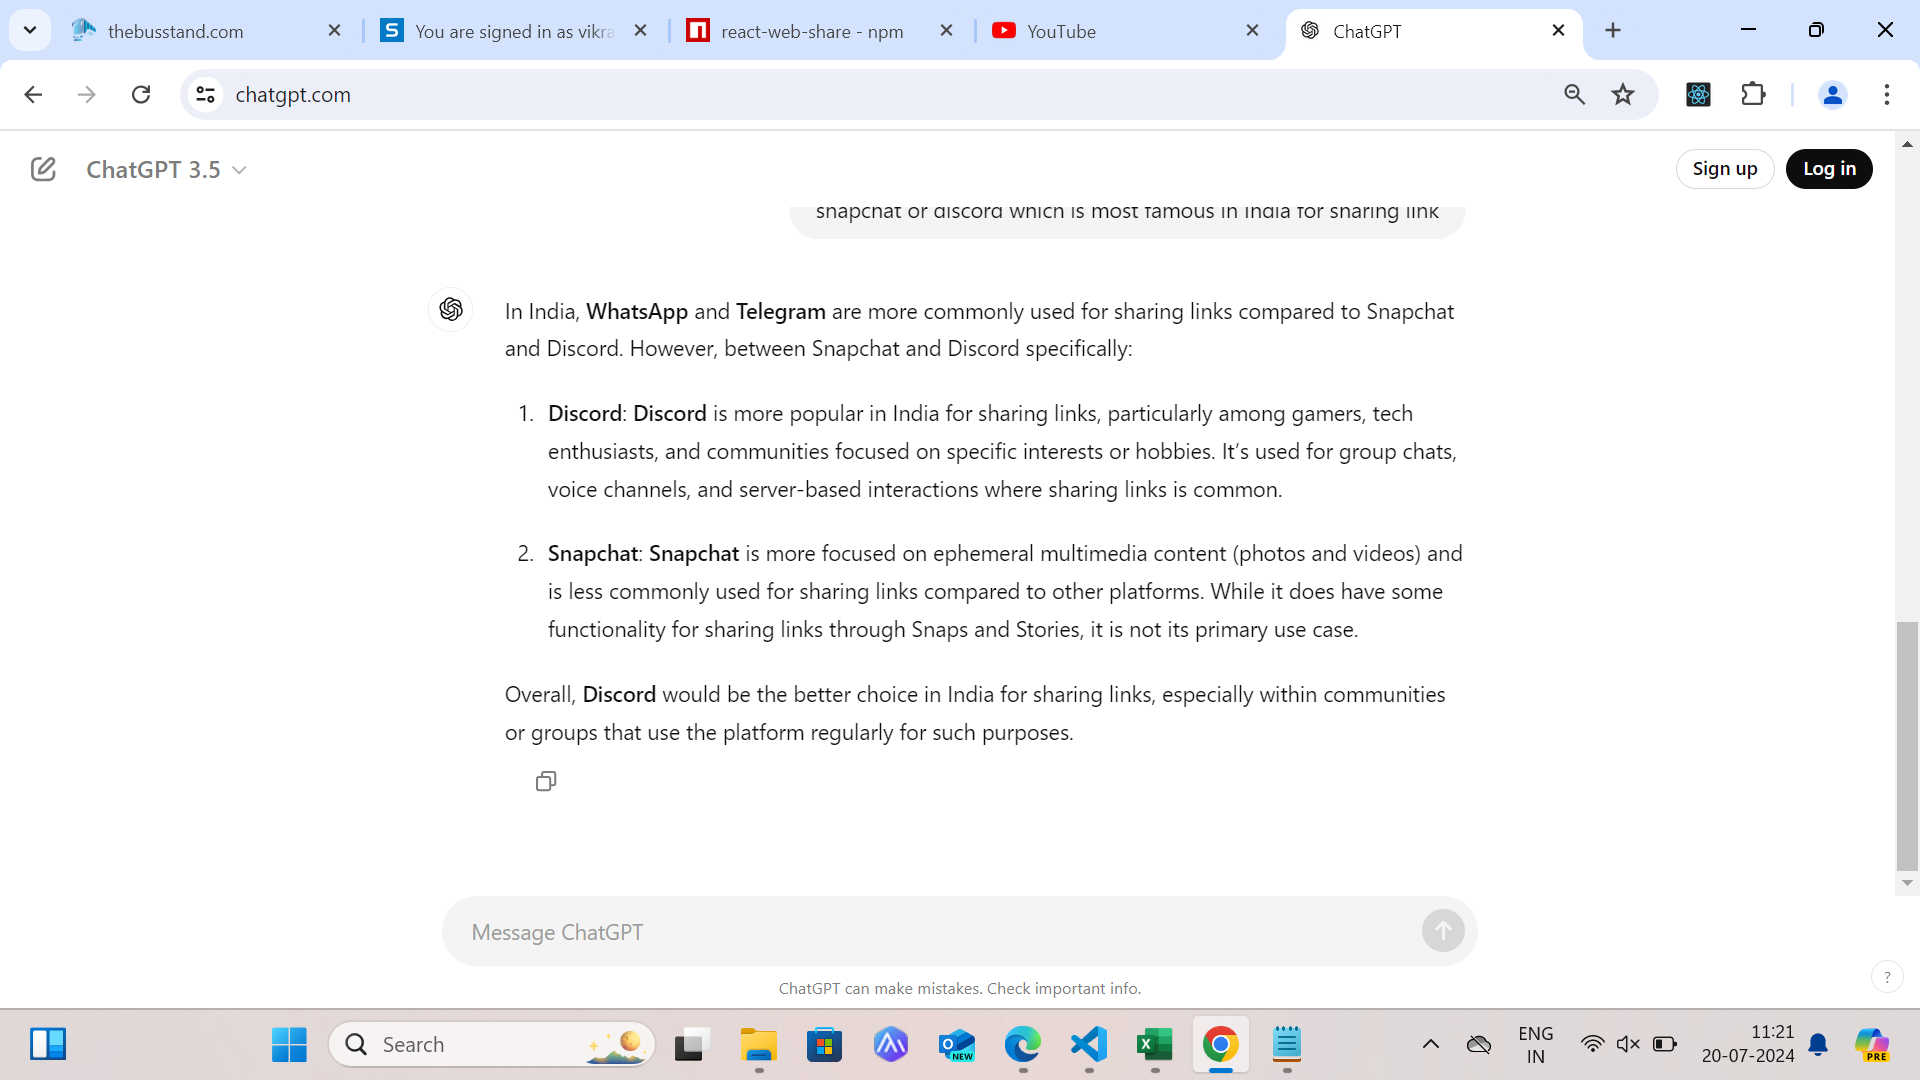 thebusstand.com
You are signed in as vikra
react-web-share - npm
YouTube
ChatGPT
chatgpt.com
ChatGPT 3.5
Sign up
Log in
snapchat or discord which is most famous in India for sharing link
In India, WhatsApp and Telegram are more commonly used for sharing links compared to Snapchat
and Discord. However, between Snapchat and Discord specifically:
1. Discord: Discord is more popular in India for sharing links, particularly among gamers, tech
enthusiasts, and communities focused on specific interests or hobbies. It’s used for group chats,
voice channels, and server-based interactions where sharing links is common.
2. Snapchat: Snapchat is more focused on ephemeral multimedia content (photos and videos) and
is less commonly used for sharing links compared to other platforms. While it does have some
functionality for sharing links through Snaps and Stories, it is not its primary use case.
Overall, Discord would be the better choice in India for sharing links, especially within communities
or groups that use the platform regularly for such purposes.
Message ChatGPT
ChatGPT can make mistakes. Check important info.
?
Search
NEW
ENG
IN
11:21
20-07-2024
PRE